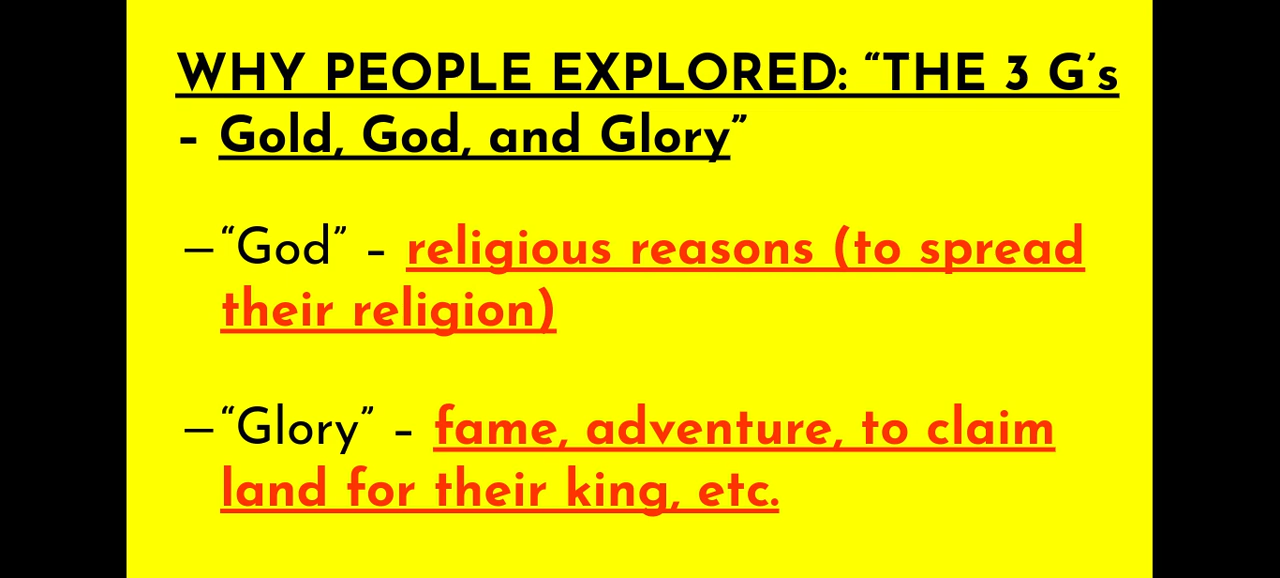 WHY PEOPLE EXPLORED: “THE 3 G’s
– Gold, God, and Glory”
—“God” – religious reasons (to spread
their religion)
—“Glory” – fame, adventure, to claim
land for their king, etc.